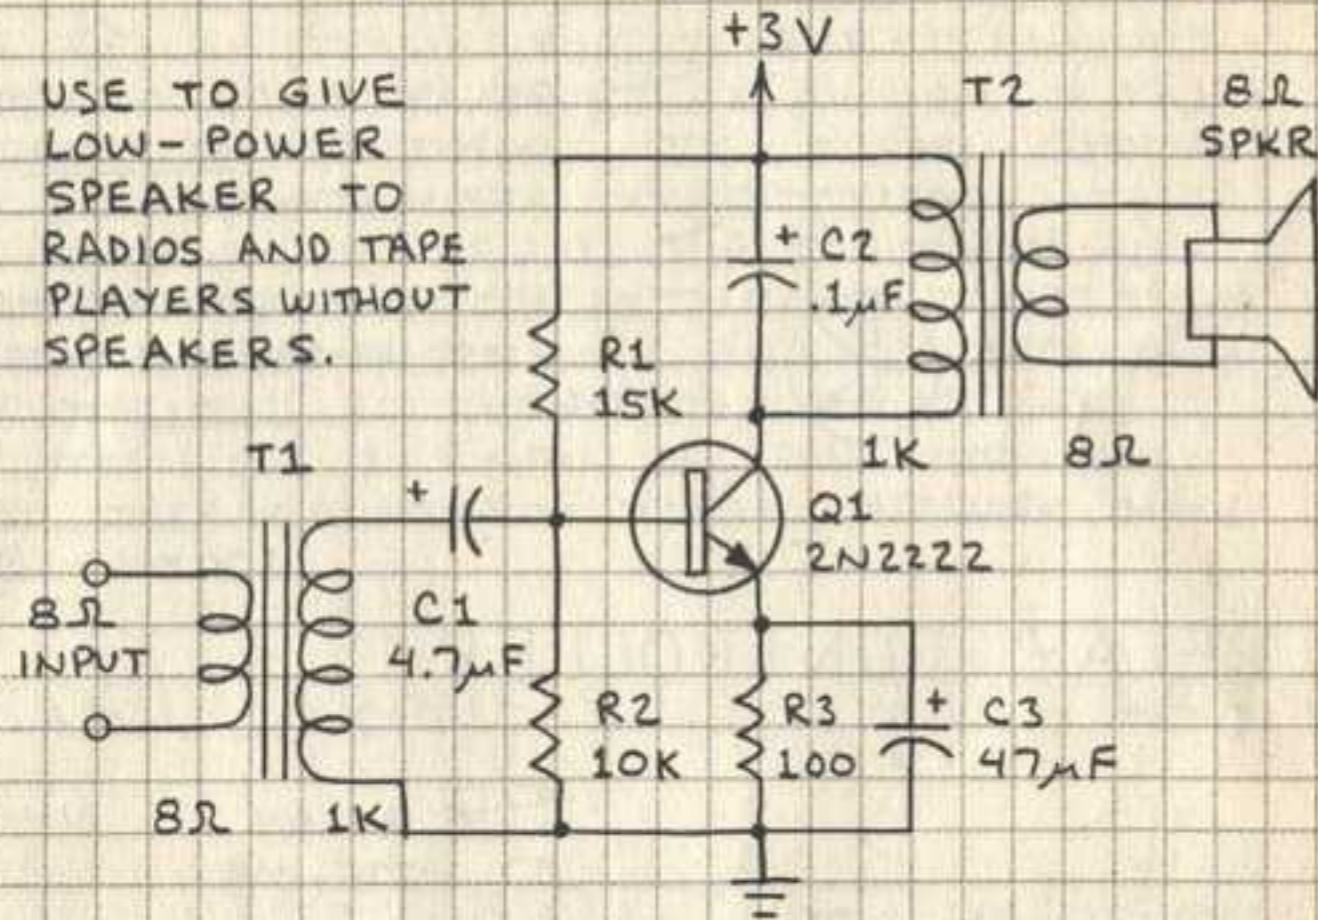 USE TO GIVE
LOW-POWER
SPEAKER TO
RADIOS AND TAPE
PLAYERS WITHOUT
SPEAKERS.
+3V
T2
8Ω
SPKR
+ C2
.1μF
R1
15K
1K
8Ω
T1
+
C1
4.7μF
Q1
2N2222
8Ω
INPUT
R2
10K
R3
100
+ C3
47μF
8Ω
1K